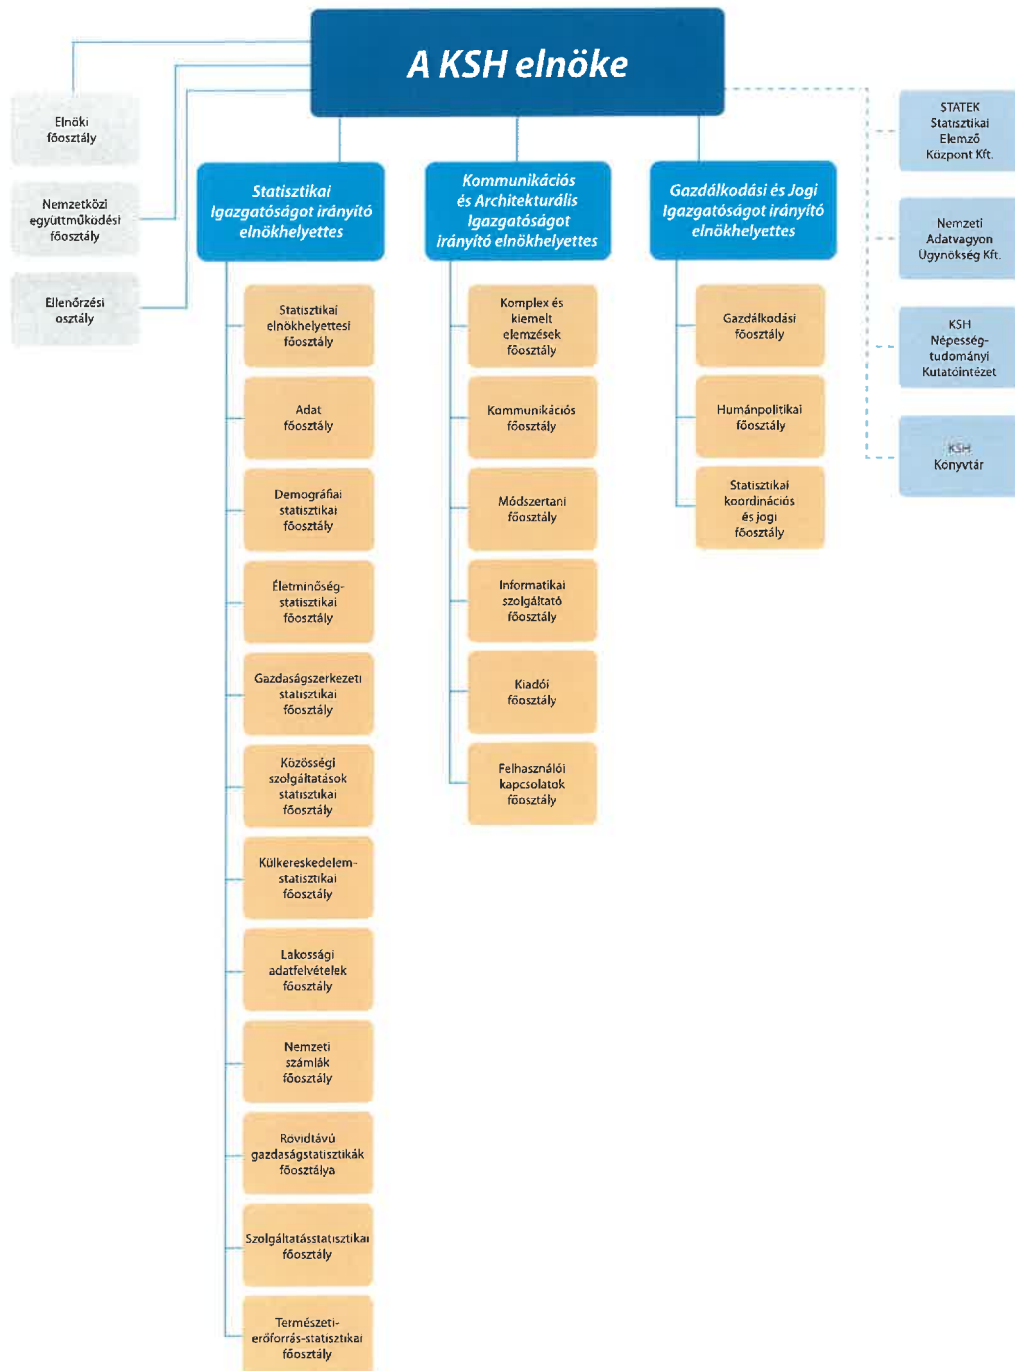 A KSH elnöke
Elnöki
főosztály
Nemzetközi
együttműködési
főosztály
Ellenőrzési
osztály
Statisztikai
Igazgatóságot irányító
elnökhelyettes
Statisztikai
elnökhelyettesi
főosztály
Adat
főosztály
Demográfiai
statisztikai
főosztály
Életminőség-
statisztikai
főosztály
Gazdaságszerkezeti
statisztikai
főosztály
Közösségi
szolgáltatások
statisztikai
főosztály
Külkereskedelem-
statisztikai
főosztály
Lakossági
adatfelvételek
főosztály
Nemzeti
számlák
főosztály
Rövidtávú
gazdaságstatisztikák
főosztálya
Szolgáltatásstatisztikai
főosztály
Természeti-
erőforrás-statisztikai
főosztály
Kommunikációs
és Architekturális
Igazgatóságot
irányító elnökhelyettes
Komplex és
kiemelt
elemzések
főosztály
Kommunikációs
főosztály
Módszertani
főosztály
Informatikai
szolgáltató
főosztály
Kiadói
főosztály
Felhasználói
kapcsolatok
főosztály
Gazdálkodási és Jogi
Igazgatóságot irányító
elnökhelyettes
Gazdálkodási
főosztály
Humánpolitikai
főosztály
Statisztikai
koordinációs
és jogi
főosztály
STATEK
Statisztikai
Elemző
Központ Kft.
Nemzeti
Adatvagyon
Ügynökség Kft.
KSH
Népesség-
tudományi
Kutatóintézet
KSH
Könyvtár